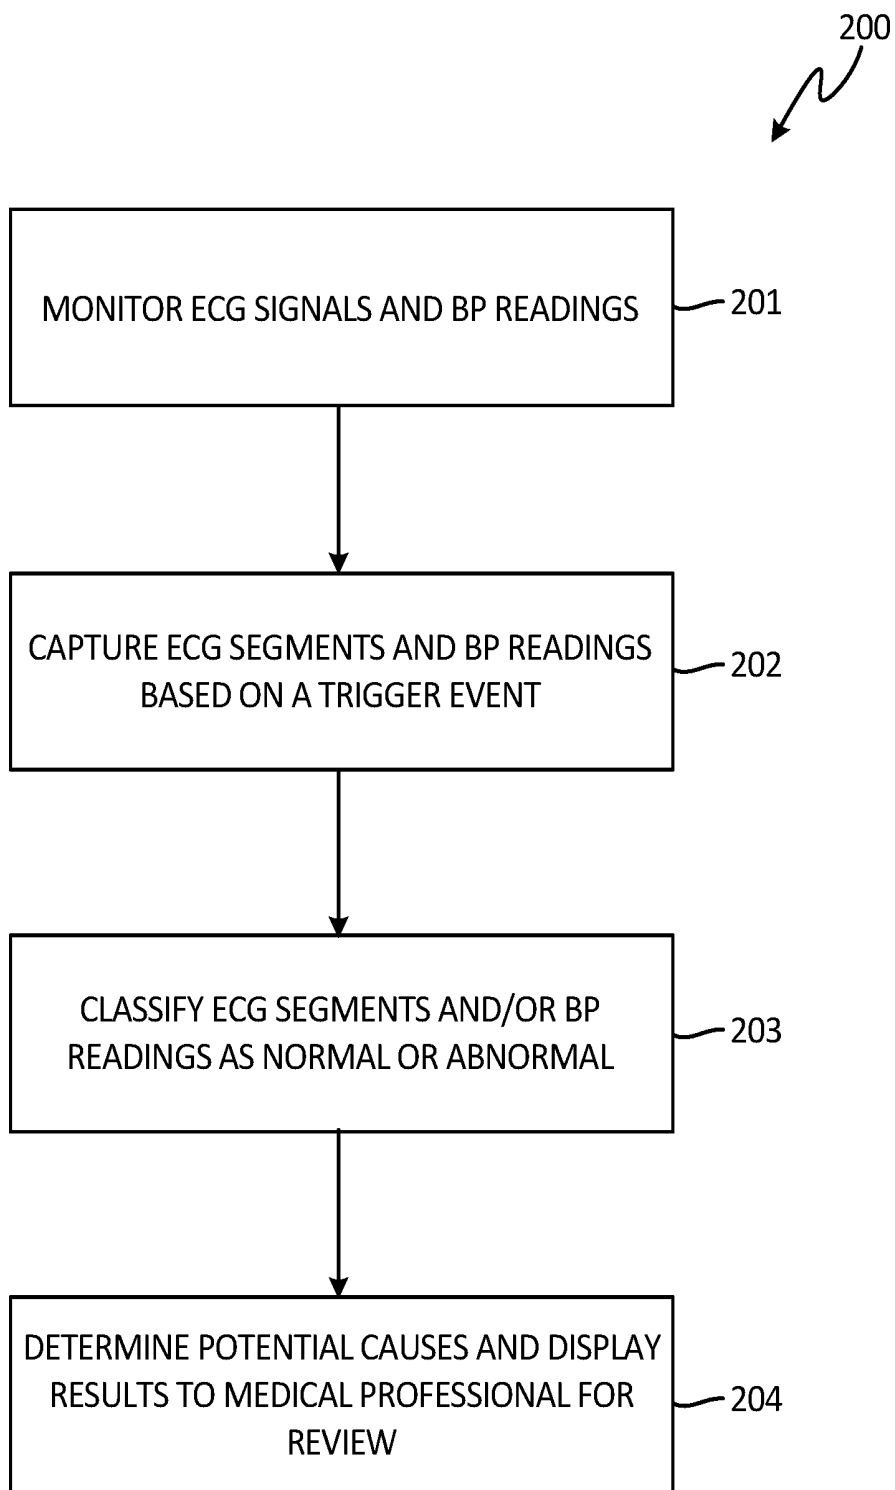 200
MONITOR ECG SIGNALS AND BP READINGS
201
CAPTURE ECG SEGMENTS AND BP READINGS
BASED ON A TRIGGER EVENT
202
CLASSIFY ECG SEGMENTS AND/OR BP
READINGS AS NORMAL OR ABNORMAL
203
DETERMINE POTENTIAL CAUSES AND DISPLAY
RESULTS TO MEDICAL PROFESSIONAL FOR
REVIEW
204